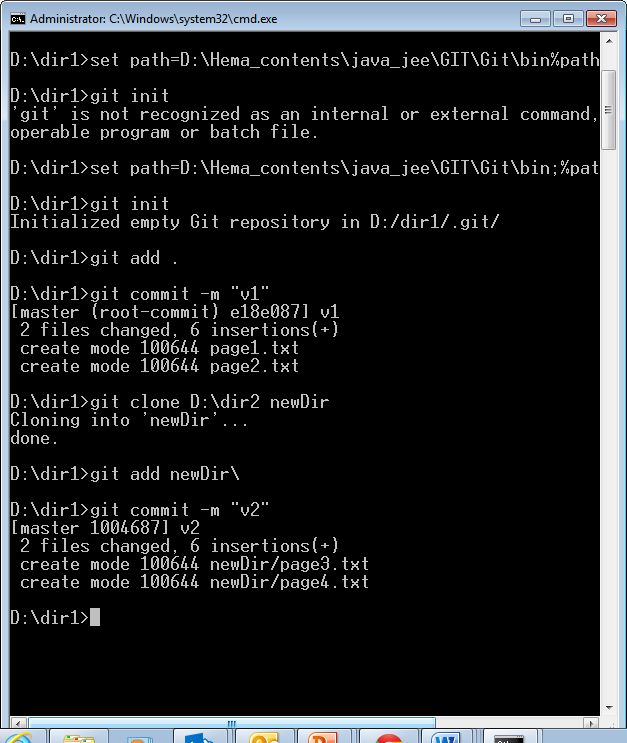 Administrator: C:\Windows\system32\cmd.exe
D:\dir1>set path=D:\Hema_contents\java_jee\GIT\Git\bin%path
D:\dir1>git init
'git' is not recognized as an internal or external command,
operable program or batch file.
D:\dir1>set path=D:\Hema_contents\java_jee\GIT\Git\bin;%pat
D:\dir1>git init
Initialized empty Git repository in D:/dir1/.git/
D:\dir1>git add .
D:\dir1>git commit -m "v1"
[master (root-commit) e18e087] v1
 2 files changed, 6 insertions(+)
 create mode 100644 page1.txt
 create mode 100644 page2.txt
D:\dir1>git clone D:\dir2 newDir
Cloning into 'newDir'...
done.
D:\dir1>git add newDir\
D:\dir1>git commit -m "v2"
[master 1004687] v2
 2 files changed, 6 insertions(+)
 create mode 100644 newDir/page3.txt
 create mode 100644 newDir/page4.txt
D:\dir1>